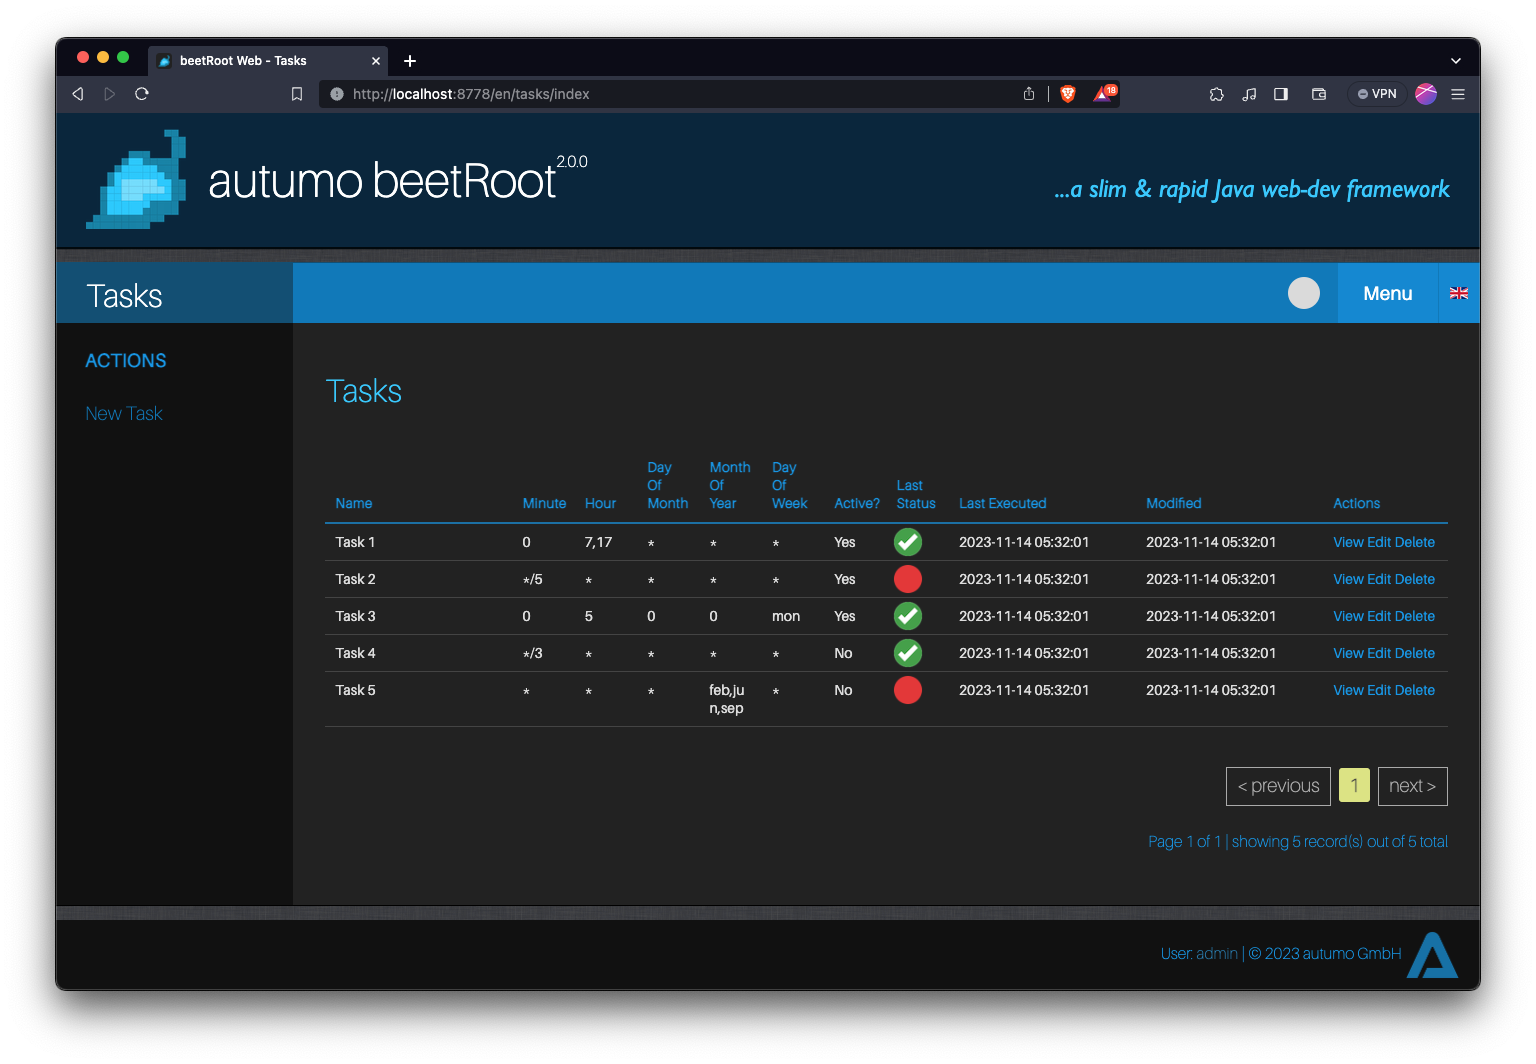 beetRoot Web - Tasks
http://localhost:8778/en/tasks/index
18
VPN
autumo beetRoot 2.0.0
...a slim & rapid Java web-dev framework
Tasks
Menu
ACTIONS
New Task
Tasks
Name Minute Hour Day Of Month Month Of Year Day Of Week Active? Last Status Last Executed Modified Actions
Task 1 0 7,17 * * * Yes 2023-11-14 05:32:01 2023-11-14 05:32:01 View Edit Delete
Task 2 */5 * * * * Yes 2023-11-14 05:32:01 2023-11-14 05:32:01 View Edit Delete
Task 3 0 5 0 0 mon Yes 2023-11-14 05:32:01 2023-11-14 05:32:01 View Edit Delete
Task 4 */3 * * * * No 2023-11-14 05:32:01 2023-11-14 05:32:01 View Edit Delete
Task 5 * * * feb,ju * No 2023-11-14 05:32:01 2023-11-14 05:32:01 View Edit Delete
n,sep
< previous 1 next >
Page 1 of 1 | showing 5 record(s) out of 5 total
User: admin | © 2023 autumo GmbH